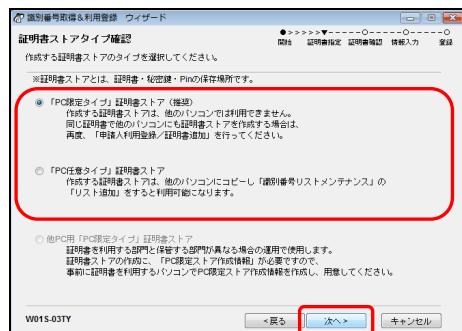 識別番号取得&利用登録 ウィザード
証明書ストアタイプ確認
●>>>>>▼-----○-----○-----○
開始 証明書指定 証明書確認 情報入力 登録
作成する証明書ストアのタイプを選択してください。
※証明書ストアとは、証明書・秘密鍵・Pinの保存場所です。
「PC限定タイプ」証明書ストア (推奨)
作成する証明書ストアは、他のパソコンでは利用できません。
同じ証明書で他のパソコンにも証明書ストアを作成する場合は、
再度、「申請人利用登録/証明書追加」を行ってください。
「PC任意タイプ」証明書ストア
作成する証明書ストアは、他のパソコンにコピーし「識別番号リストメンテナンス」の
「リスト追加」をすると利用可能になります。
他PC用「PC限定タイプ」証明書ストア
証明書を利用する部門と保管する部門が異なる場合の運用で使用します。
証明書ストアの作成に、「PC限定ストア作成情報」が必要ですので、
事前に証明書を利用するパソコンでPC限定ストア作成情報を作成し、用意してください。
W01S-03TY
<戻る 次へ> キャンセル